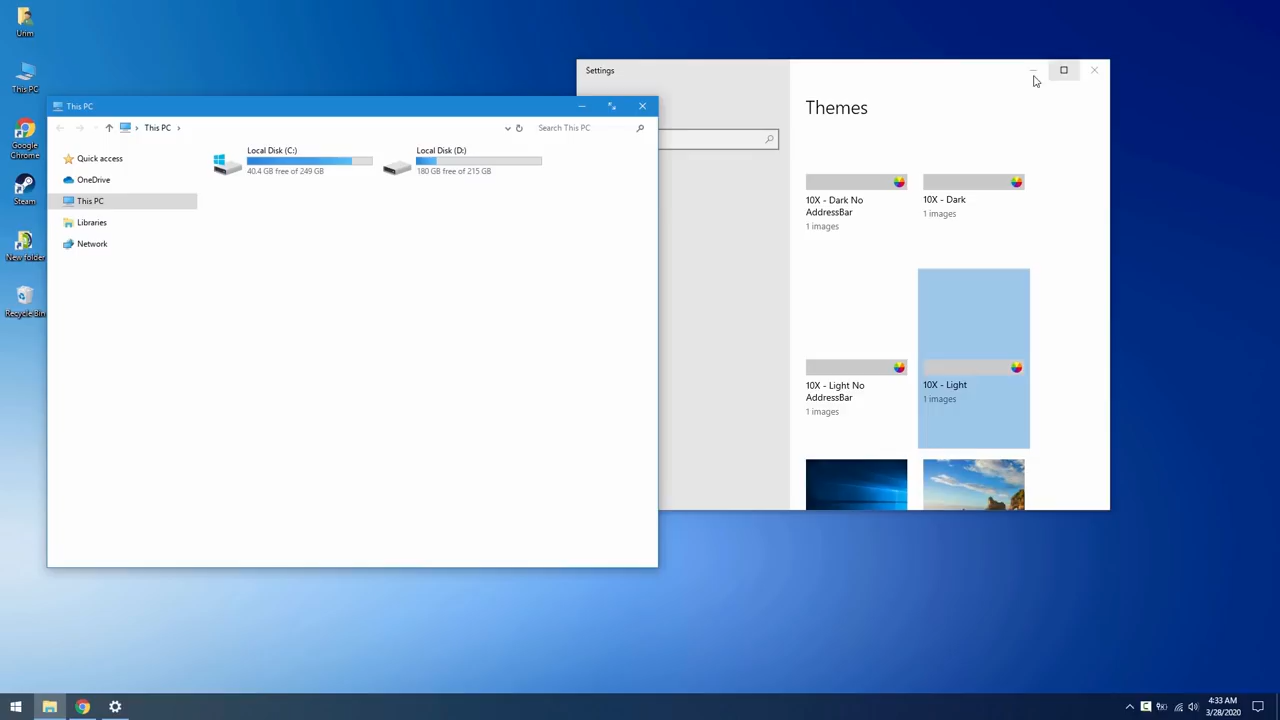 Unm
This PC
Google
Chrome
Steam
New folder
Recycle Bin
This PC
This PC
Search This PC
Quick access
OneDrive
This PC
Libraries
Network
Local Disk (C:)
40.4 GB free of 249 GB
Local Disk (D:)
180 GB free of 215 GB
Settings
Themes
10X - Dark No
AddressBar
1 images
10X - Dark
1 images
10X - Light No
AddressBar
1 images
10X - Light
1 images
4:33 AM
3/28/2020